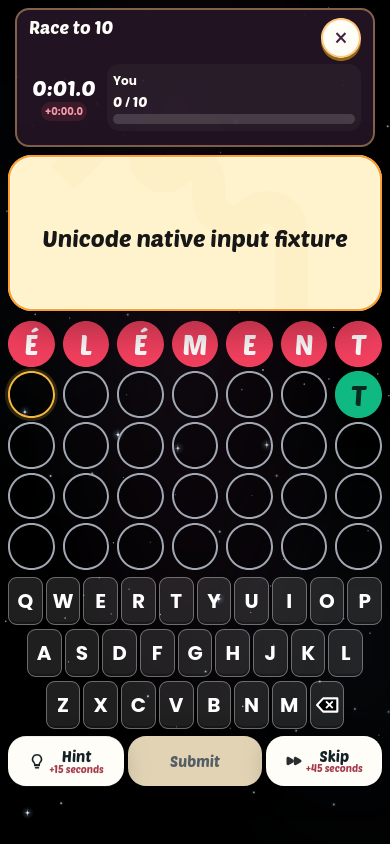 Race to 10
×
0:01.0
+0:00.0
You
0 / 10
Unicode native input fixture
É L É M E N T
T
Q W E R T Y U I O P
A S D F G H J K L
Z X C V B N M
Hint
+15 seconds
Submit
Skip
+45 seconds